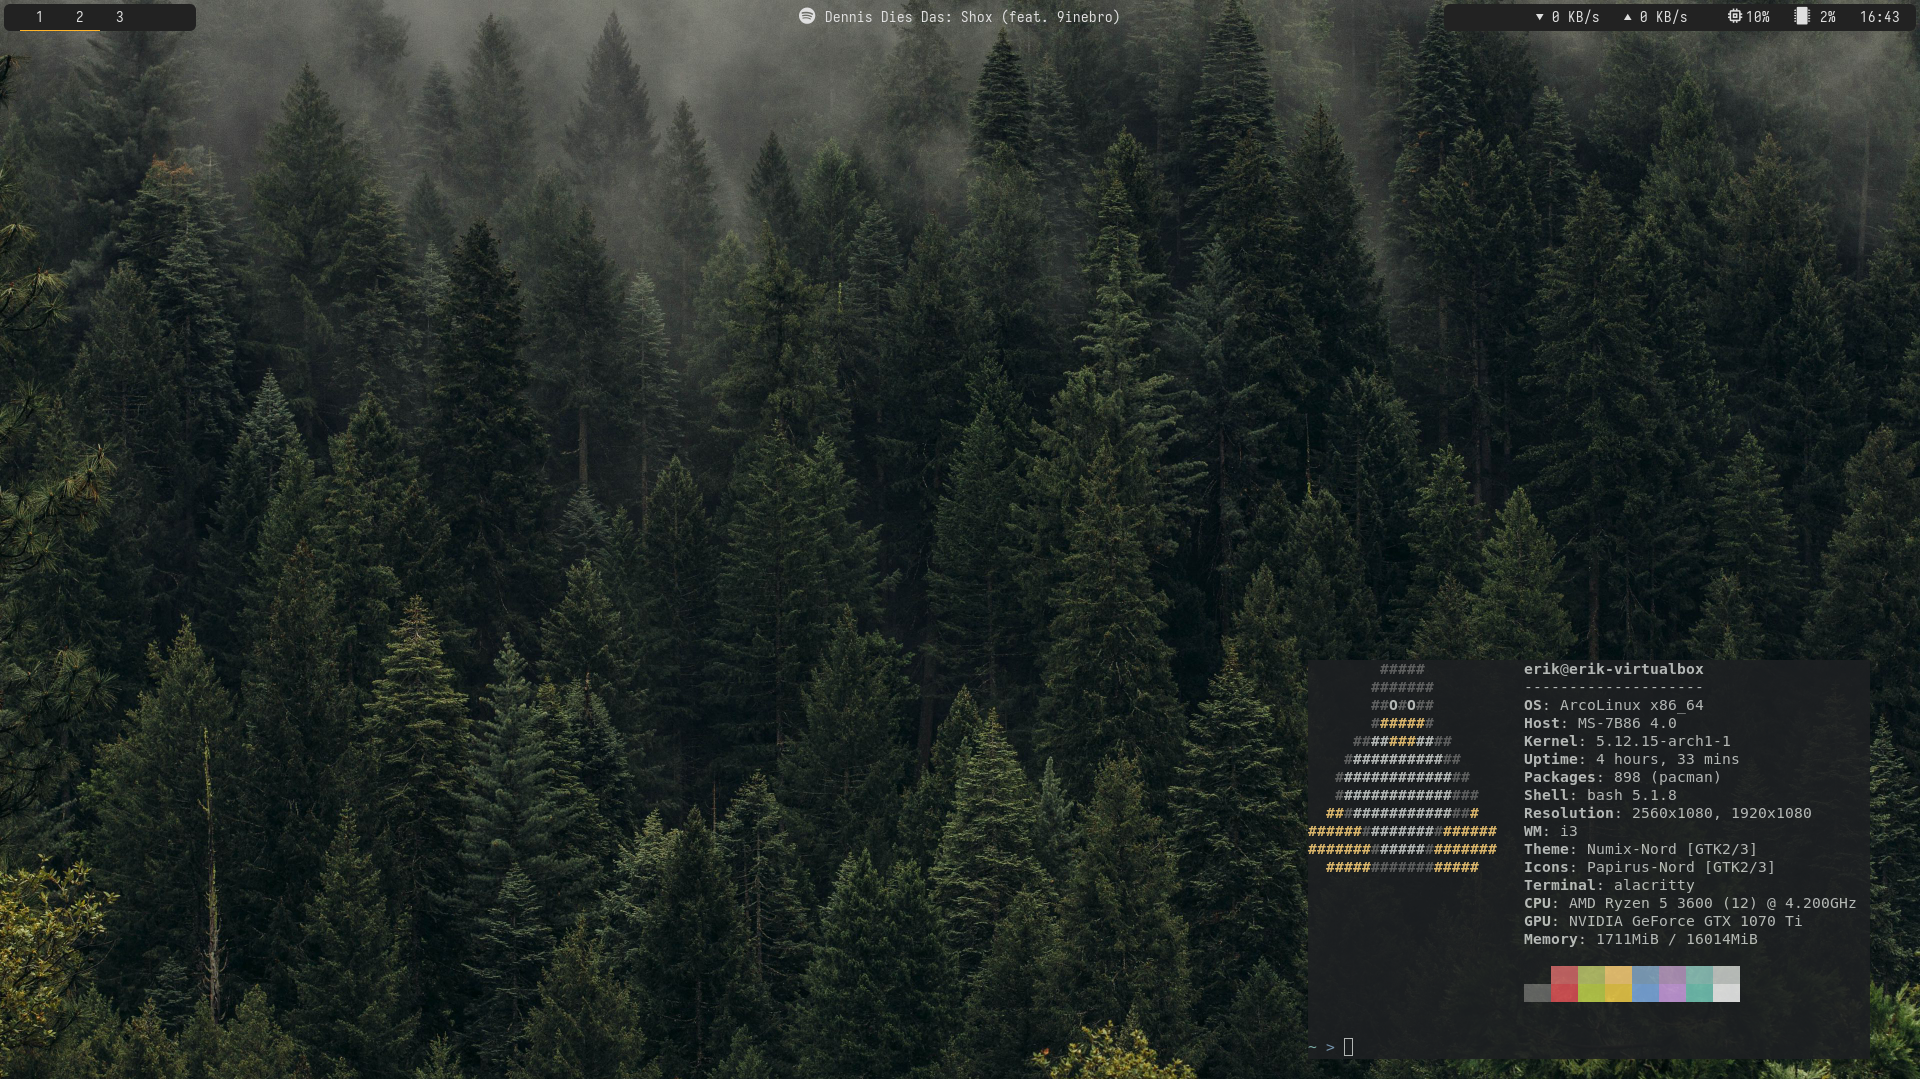 1 2 3
Dennis Dies Das: Shox (feat. 9inebro)
▼ 0 KB/s ▲ 0 KB/s 10% 2% 16:43
#####
#######
##O#O##
#######
###########
#############
###############
################
#################
#####################
#####################
#################
erik@erik-virtualbox
--------------------
OS: ArcoLinux x86_64
Host: MS-7B86 4.0
Kernel: 5.12.15-arch1-1
Uptime: 4 hours, 33 mins
Packages: 898 (pacman)
Shell: bash 5.1.8
Resolution: 2560x1080, 1920x1080
WM: i3
Theme: Numix-Nord [GTK2/3]
Icons: Papirus-Nord [GTK2/3]
Terminal: alacritty
CPU: AMD Ryzen 5 3600 (12) @ 4.200GHz
GPU: NVIDIA GeForce GTX 1070 Ti
Memory: 1711MiB / 16014MiB
~ >